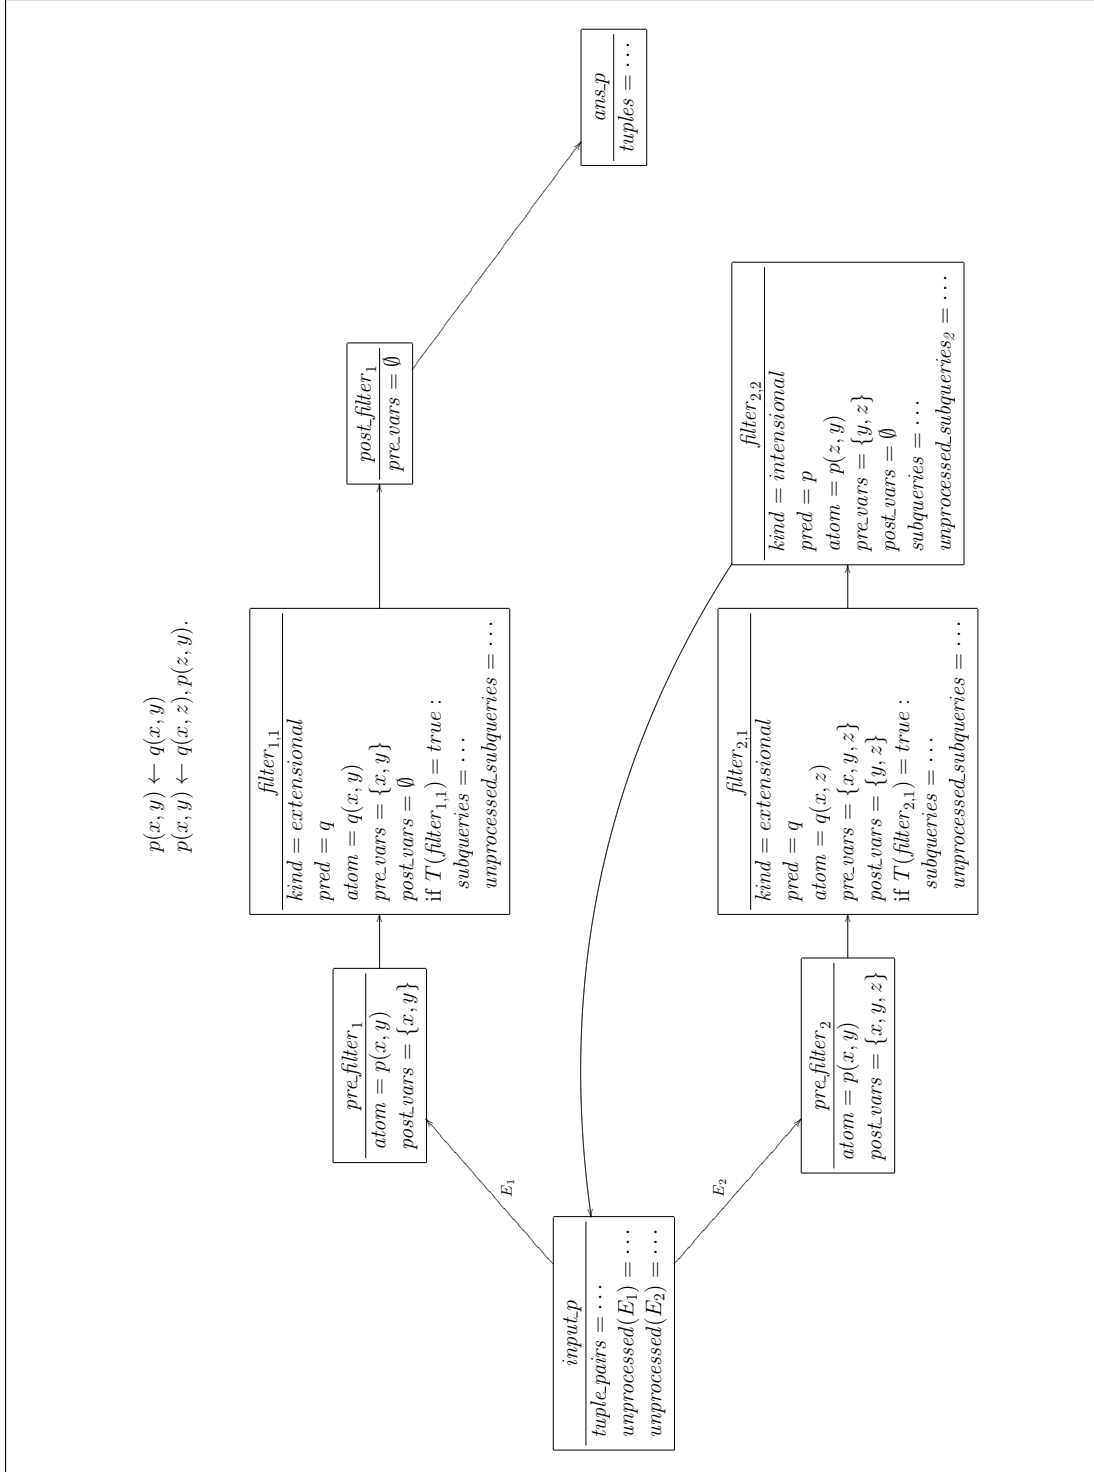 p(x, y) ← q(x, y)
p(x, y) ← q(x, z), p(z, y).
input_p
tuple_pairs = ⋯
unprocessed(E₁) = ⋯
unprocessed(E₂) = ⋯
E₁
E₂
pre_filter₁
atom = p(x, y)
post_vars = {x, y}
filter₁,₁
kind = extensional
pred = q
atom = q(x, y)
pre_vars = {x, y}
post_vars = ∅
if T(filter₁,₁) = true :
subqueries = ⋯
unprocessed_subqueries = ⋯
post_filter₁
pre_vars = ∅
ans_p
tuples = ⋯
pre_filter₂
atom = p(x, y)
post_vars = {x, y, z}
filter₂,₁
kind = extensional
pred = q
atom = q(x, z)
pre_vars = {x, y, z}
post_vars = {y, z}
if T(filter₂,₁) = true :
subqueries = ⋯
unprocessed_subqueries = ⋯
filter₂,₂
kind = intensional
pred = p
atom = p(z, y)
pre_vars = {y, z}
post_vars = ∅
subqueries = ⋯
unprocessed_subqueries₂ = ⋯